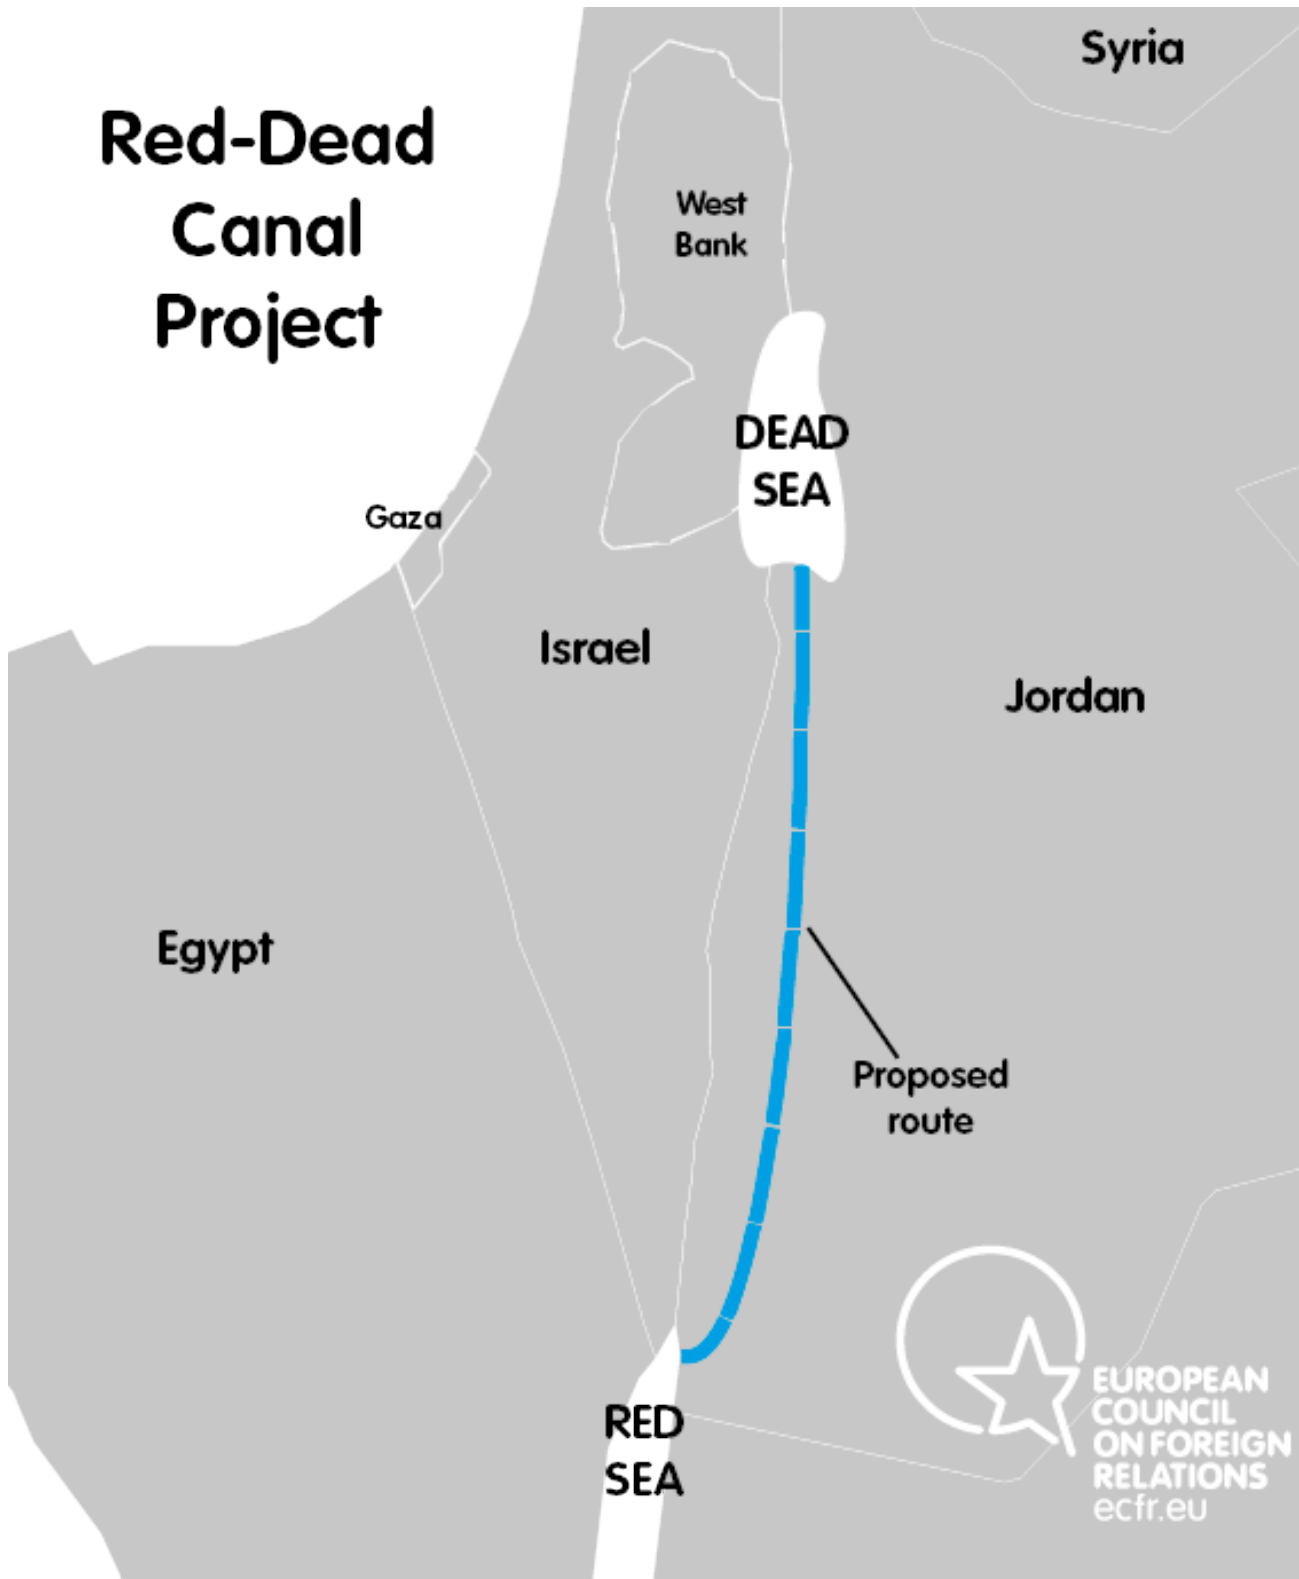 Red-Dead
Canal
Project
Syria
West
Bank
DEAD
SEA
Gaza
Israel
Jordan
Egypt
Proposed
route
RED
SEA
EUROPEAN
COUNCIL
ON FOREIGN
RELATIONS
ecfr.eu